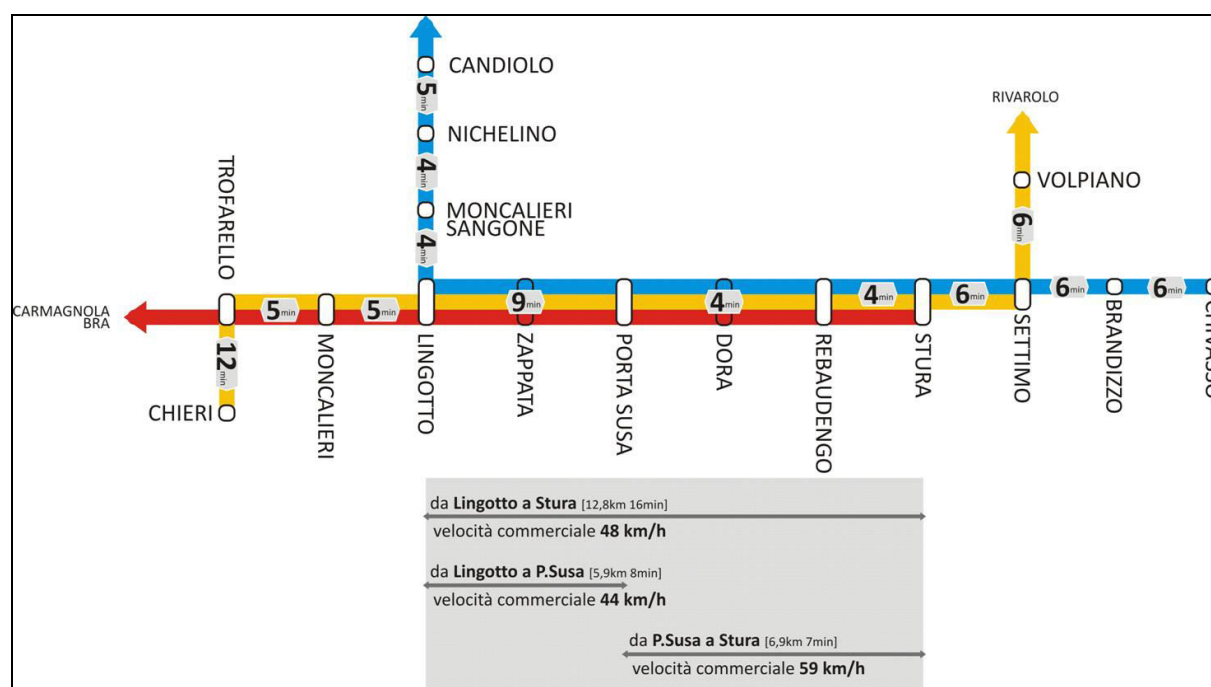 CANDIOLO
5 min
NICHELINO
4 min
MONCALIERI
SANGONE
4 min
RIVAROLO
VOLPIANO
6 min
TROFARELLO
CARMAGNOLA
BRA
5 min
5 min
9 min
4 min
4 min
6 min
6 min
6 min
12 min
CHIERI
MONCALIERI
LINGOTTO
ZAPPATA
PORTA SUSA
DORA
REBAUDENGO
STURA
SETTIMO
BRANDIZZO
da Lingotto a Stura [12,8km 16min]
velocità commerciale 48 km/h
da Lingotto a P.Susa [5,9km 8min]
velocità commerciale 44 km/h
da P.Susa a Stura [6,9km 7min]
velocità commerciale 59 km/h